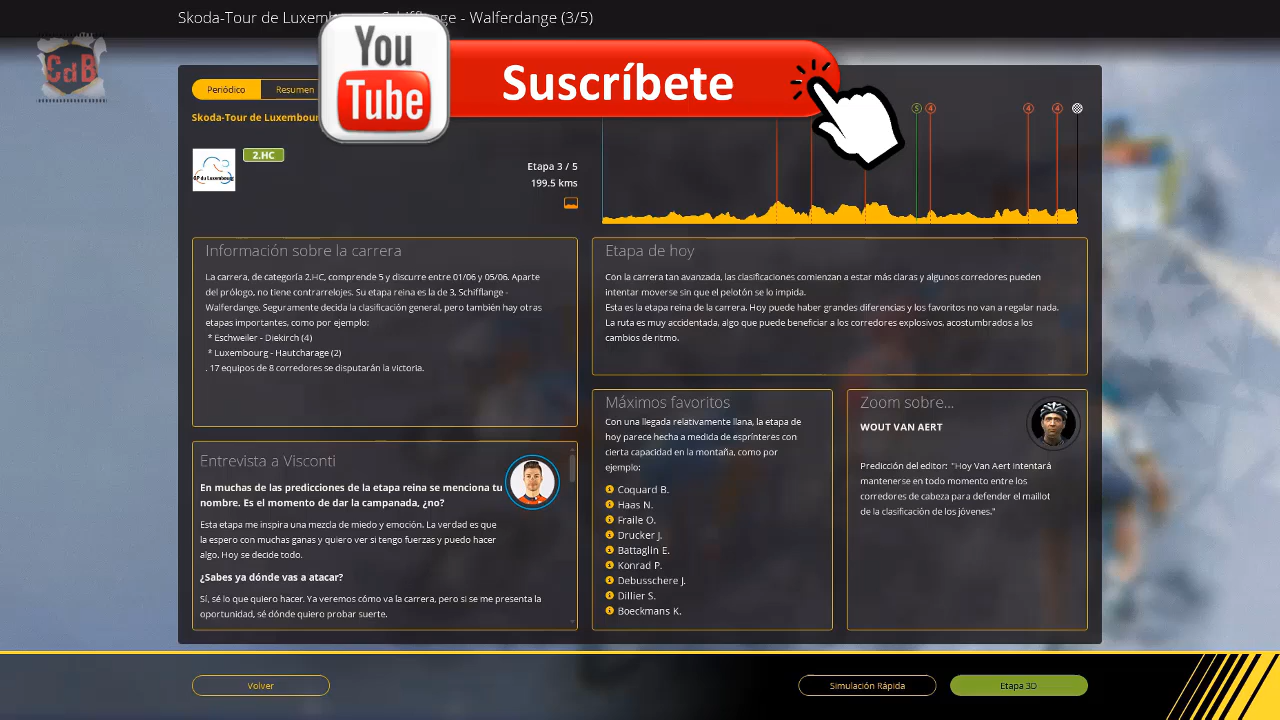 Skoda-Tour de Luxembourg - Schifflange - Walferdange (3/5)
CdB
You
Tube
Suscríbete
Periódico
Resumen
Skoda-Tour de Luxembour
5
4
4
4
GP du Luxembourg
2.HC
Etapa 3 / 5
199.5 kms
Información sobre la carrera
La carrera, de categoría 2.HC, comprende 5 y discurre entre 01/06 y 05/06. Aparte
del prólogo, no tiene contrarrelojes. Su etapa reina es la de 3, Schifflange -
Walferdange. Seguramente decida la clasificación general, pero también hay otras
etapas importantes, como por ejemplo:
* Eschweiler - Diekirch (4)
* Luxembourg - Hautcharage (2)
. 17 equipos de 8 corredores se disputarán la victoria.
Etapa de hoy
Con la carrera tan avanzada, las clasificaciones comienzan a estar más claras y algunos corredores pueden
intentar moverse sin que el pelotón se lo impida.
Esta es la etapa reina de la carrera. Hoy puede haber grandes diferencias y los favoritos no van a regalar nada.
La ruta es muy accidentada, algo que puede beneficiar a los corredores explosivos, acostumbrados a los
cambios de ritmo.
Entrevista a Visconti
En muchas de las predicciones de la etapa reina se menciona tu
nombre. Es el momento de dar la campanada, ¿no?
Esta etapa me inspira una mezcla de miedo y emoción. La verdad es que
la espero con muchas ganas y quiero ver si tengo fuerzas y puedo hacer
algo. Hoy se decide todo.
¿Sabes ya dónde vas a atacar?
Sí, sé lo que quiero hacer. Ya veremos cómo va la carrera, pero si se me presenta la
oportunidad, sé dónde quiero probar suerte.
Máximos favoritos
Con una llegada relativamente llana, la etapa de
hoy parece hecha a medida de esprínteres con
cierta capacidad en la montaña, como por
ejemplo:
Coquard B.
Haas N.
Fraile O.
Drucker J.
Battaglin E.
Konrad P.
Debusschere J.
Dillier S.
Boeckmans K.
Zoom sobre...
WOUT VAN AERT
Predicción del editor: "Hoy Van Aert intentará
mantenerse en todo momento entre los
corredores de cabeza para defender el maillot
de la clasificación de los jóvenes."
Volver
Simulación Rápida
Etapa 3D